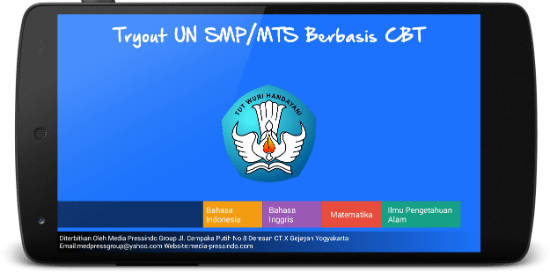 Tryout UN SMP/MTS Berbasis CBT
TUT WURI HANDAYANI
Bahasa
Indonesia
Bahasa
Inggris
Matematika
Ilmu Pengetahuan
Alam
Diterbitkan Oleh Media Pressindo Group Jl. Cempaka Putih No 8 Deresan CT.X Gejayan Yogyakarta
Email:medpressgroup@yahoo.com Website:media-pressindo.com